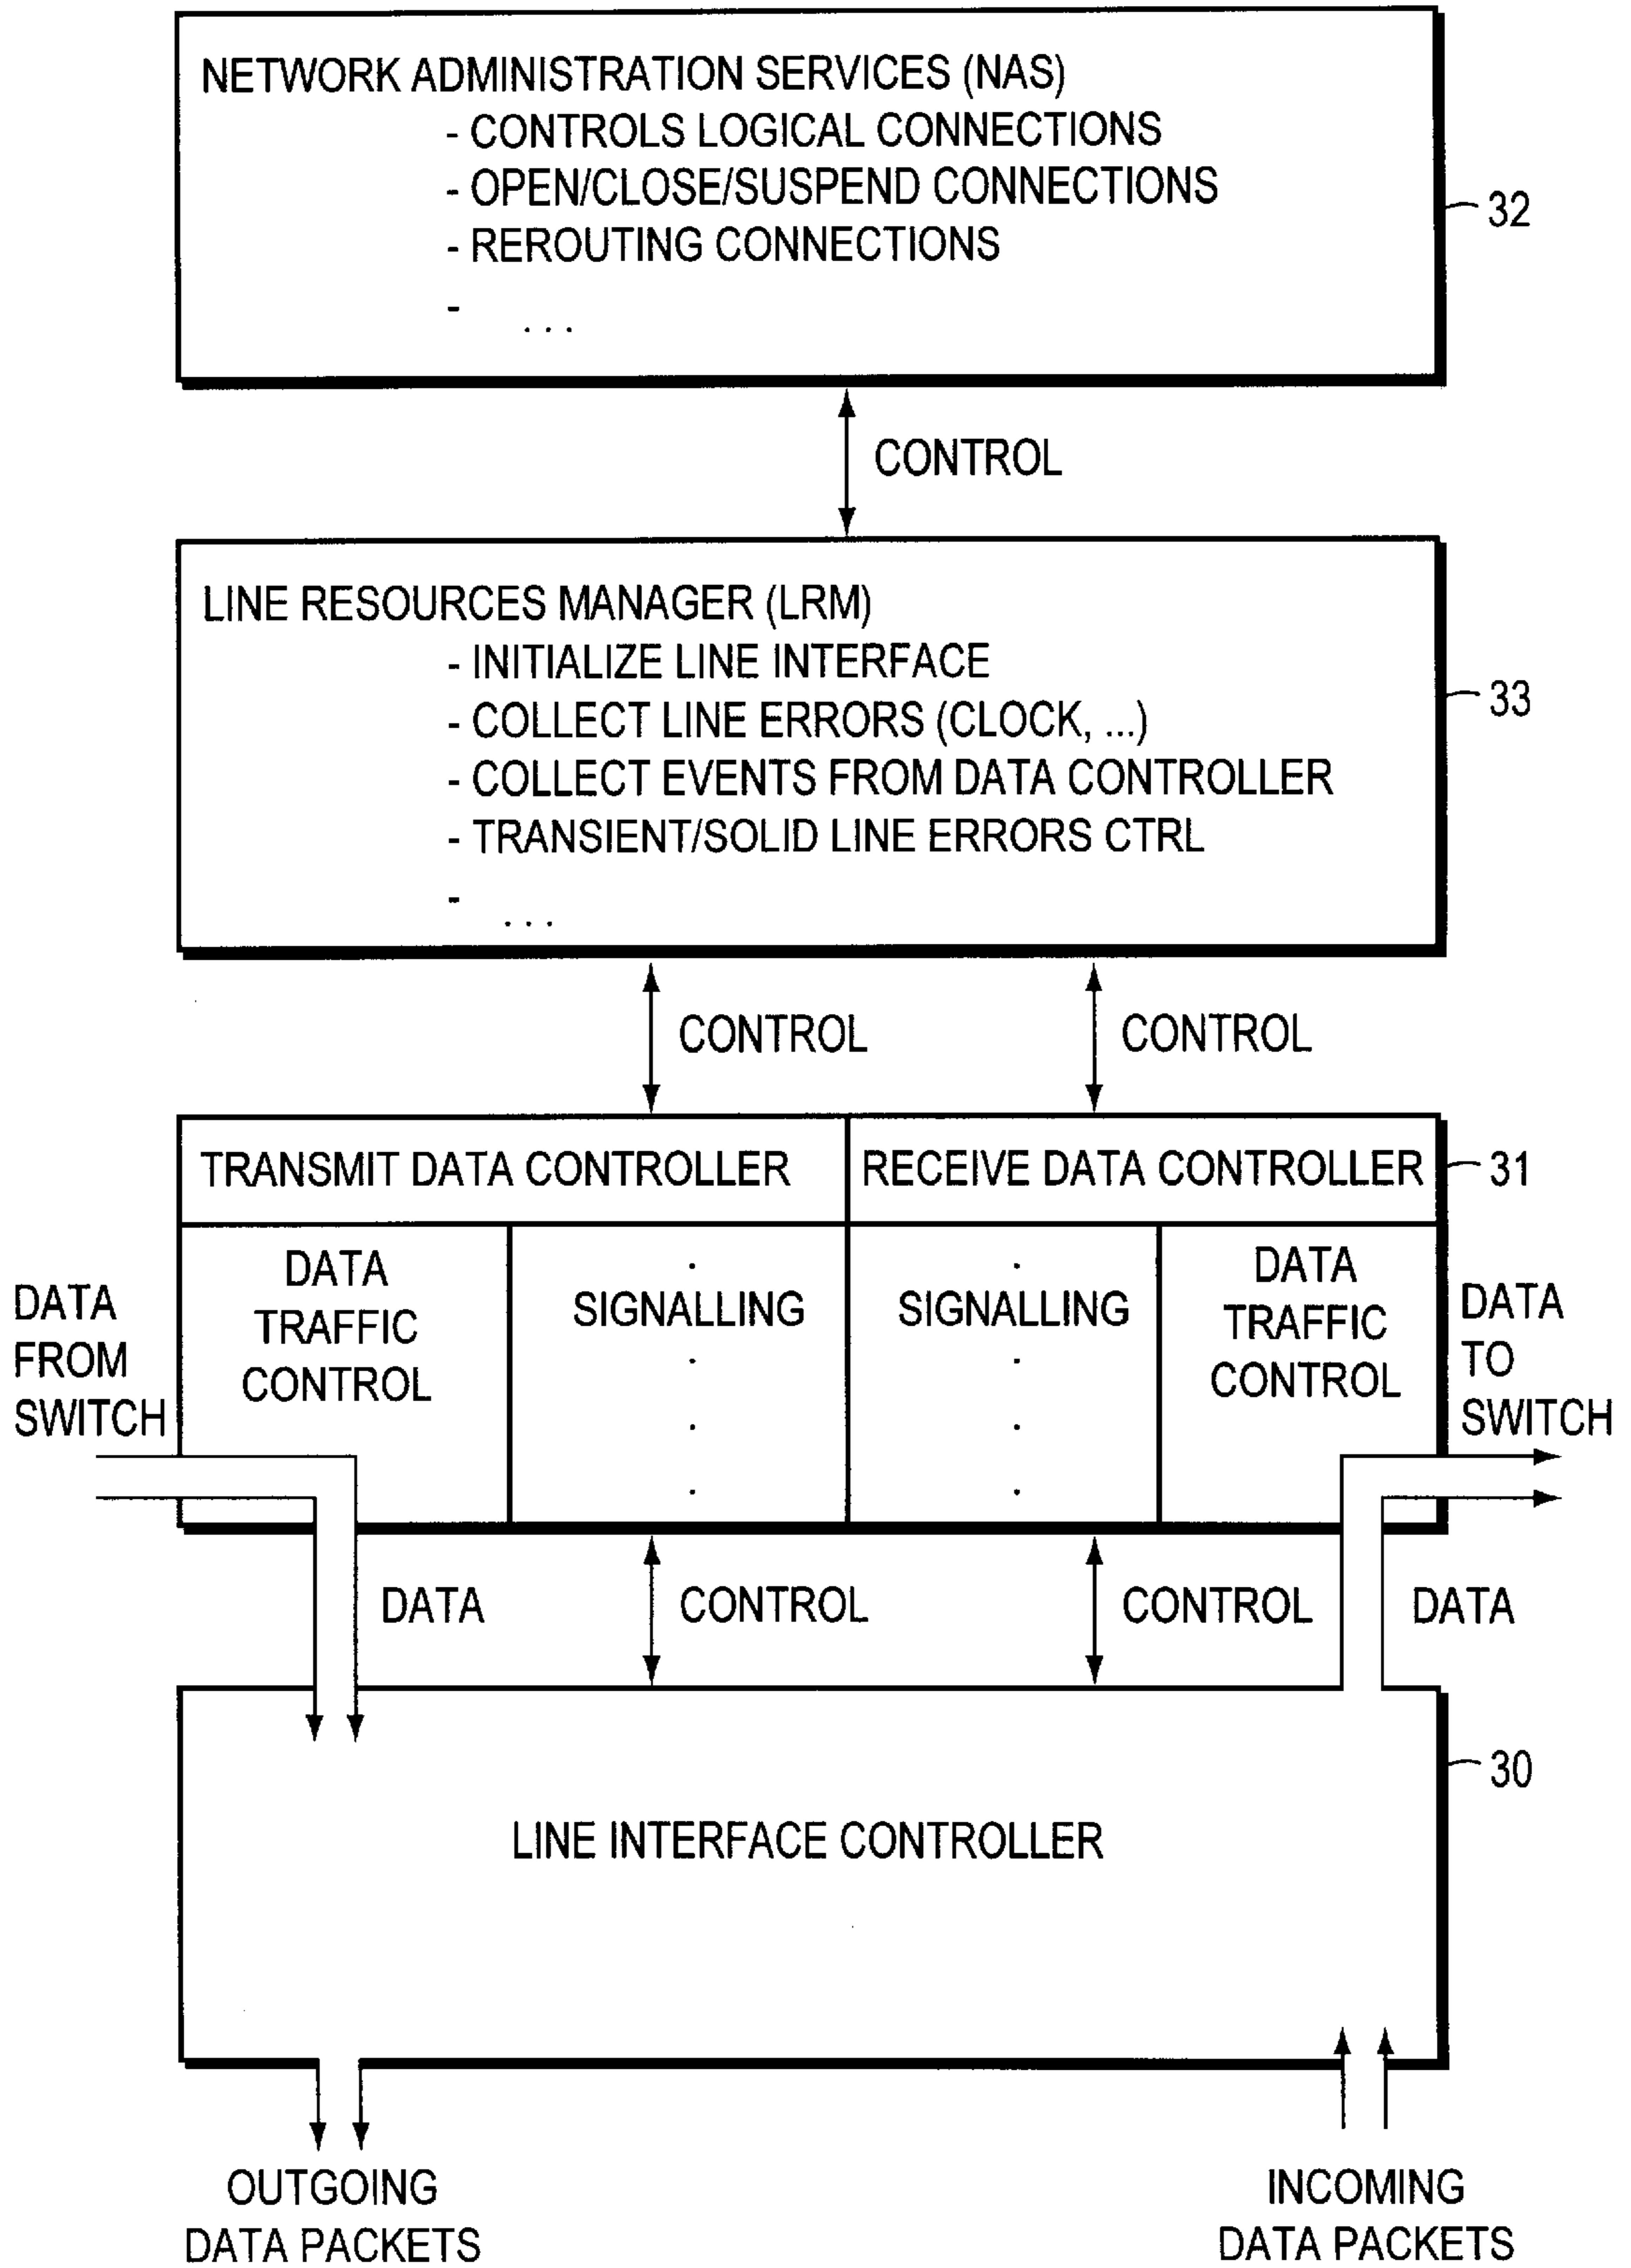 NETWORK ADMINISTRATION SERVICES (NAS)
- CONTROLS LOGICAL CONNECTIONS
- OPEN/CLOSE/SUSPEND CONNECTIONS
- REROUTING CONNECTIONS
- ...
32
CONTROL
LINE RESOURCES MANAGER (LRM)
- INITIALIZE LINE INTERFACE
- COLLECT LINE ERRORS (CLOCK, ...)
- COLLECT EVENTS FROM DATA CONTROLLER
- TRANSIENT/SOLID LINE ERRORS CTRL
- ...
33
CONTROL
CONTROL
TRANSMIT DATA CONTROLLER
RECEIVE DATA CONTROLLER
31
DATA
FROM
SWITCH
DATA
TRAFFIC
CONTROL
SIGNALLING
SIGNALLING
DATA
TRAFFIC
CONTROL
DATA
TO
SWITCH
DATA
CONTROL
CONTROL
DATA
30
LINE INTERFACE CONTROLLER
OUTGOING
DATA PACKETS
INCOMING
DATA PACKETS